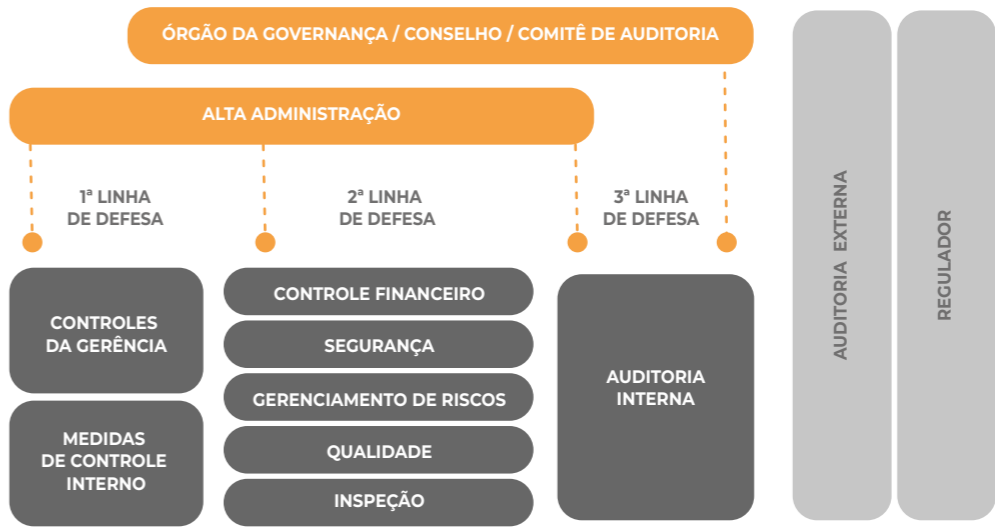 ÓRGÃO DA GOVERNANÇA / CONSELHO / COMITÊ DE AUDITORIA
ALTA ADMINISTRAÇÃO
1ª LINHA
DE DEFESA
2ª LINHA
DE DEFESA
3ª LINHA
DE DEFESA
CONTROLES
DA GERÊNCIA
MEDIDAS
DE CONTROLE
INTERNO
CONTROLE FINANCEIRO
SEGURANÇA
GERENCIAMENTO DE RISCOS
QUALIDADE
INSPEÇÃO
AUDITORIA
INTERNA
AUDITORIA EXTERNA
REGULADOR